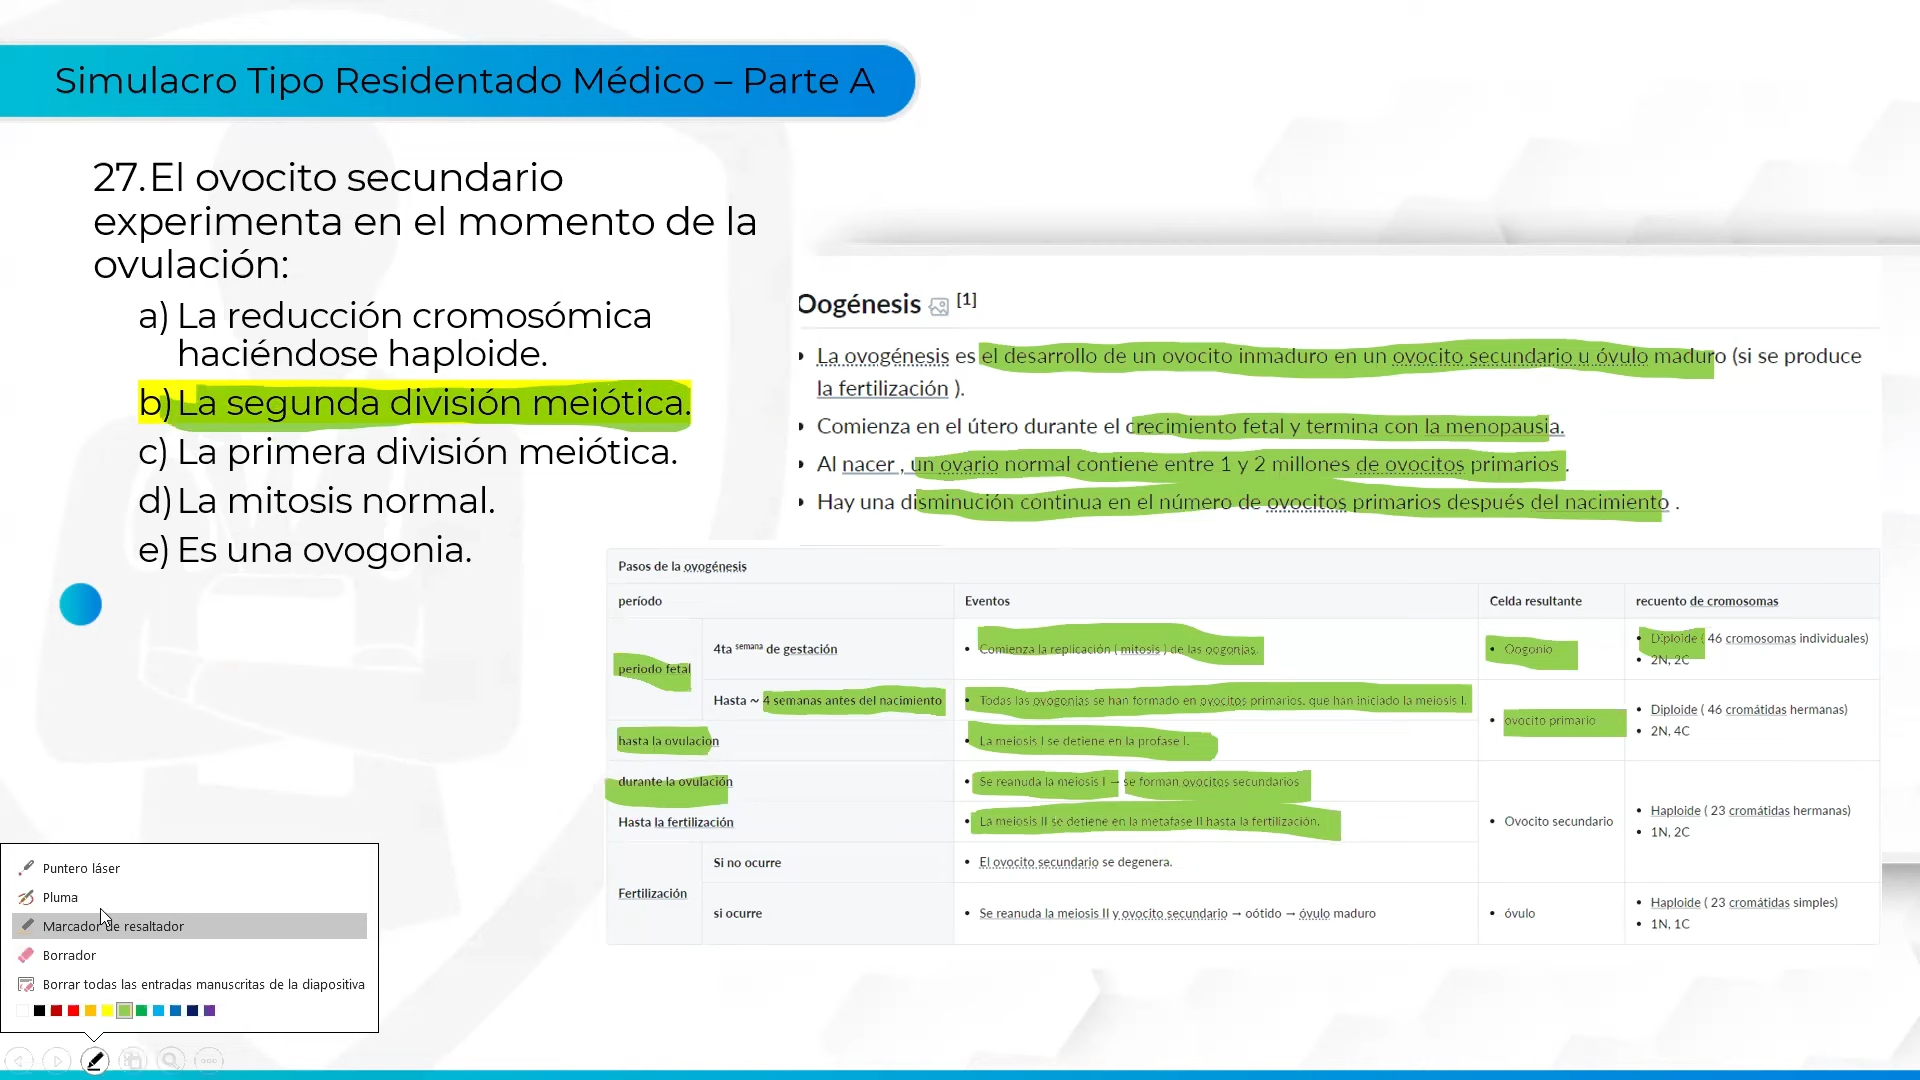 Simulacro Tipo Residentado Médico – Parte A
27.El ovocito secundario
experimenta en el momento de la
ovulación:
a) La reducción cromosómica
haciéndose haploide.
b) La segunda división meiótica.
c) La primera división meiótica.
d) La mitosis normal.
e) Es una ovogonia.
Oogénesis [1]
La ovogénesis es el desarrollo de un ovocito inmaduro en un ovocito secundario u óvulo maduro (si se produce
la fertilización ).
Comienza en el útero durante el crecimiento fetal y termina con la menopausia.
Al nacer , un ovario normal contiene entre 1 y 2 millones de ovocitos primarios .
Hay una disminución continua en el número de ovocitos primarios después del nacimiento .
Pasos de la ovogénesis
período Eventos Celda resultante recuento de cromosomas
periodo fetal
4ta semana de gestación
Comienza la replicación ( mitosis ) de las oogonias.
Oogonio
Diploide ( 46 cromosomas individuales)
2N, 2C
Hasta ~ 4 semanas antes del nacimiento
Todas las ovogonias se han formado en ovocitos primarios, que han iniciado la meiosis I.
ovocito primario
Diploide ( 46 cromátidas hermanas)
2N, 4C
hasta la ovulacion
La meiosis I se detiene en la profase I.
durante la ovulación
Se reanuda la meiosis I → se forman ovocitos secundarios
Hasta la fertilización
La meiosis II se detiene en la metafase II hasta la fertilización.
Ovocito secundario
Haploide ( 23 cromátidas hermanas)
1N, 2C
Fertilización
Si no ocurre
El ovocito secundario se degenera.
si ocurre
Se reanuda la meiosis II y ovocito secundario → oótido → óvulo maduro
óvulo
Haploide ( 23 cromátidas simples)
1N, 1C
Puntero láser
Pluma
Marcador de resaltador
Borrador
Borrar todas las entradas manuscritas de la diapositiva